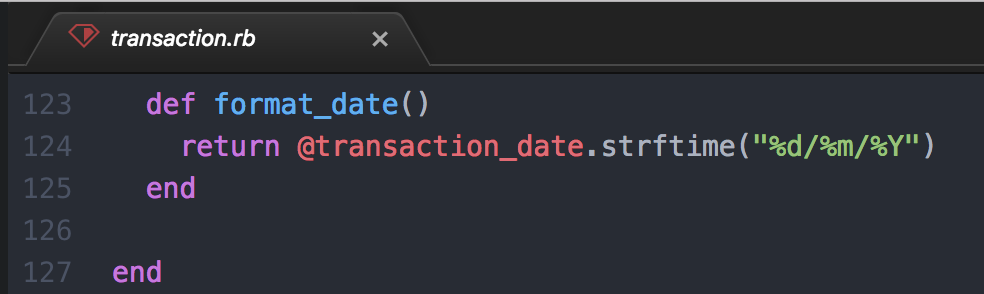 transaction.rb ×
123 def format_date()
124 return @transaction_date.strftime("%d/%m/%Y")
125 end
126
127 end